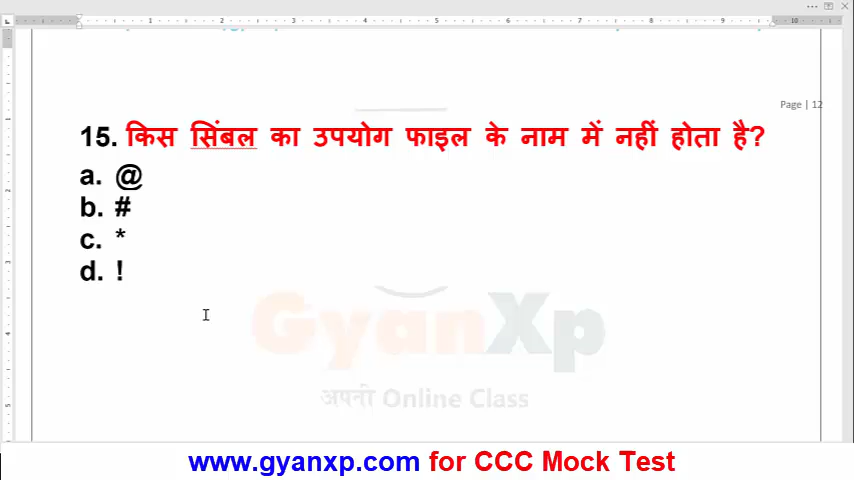 Page | 12
15. किस सिंबल का उपयोग फाइल के नाम में नहीं होता है?
a. @
b. #
c. *
d. !
GyanXp
अपनी Online Class
www.gyanxp.com for CCC Mock Test